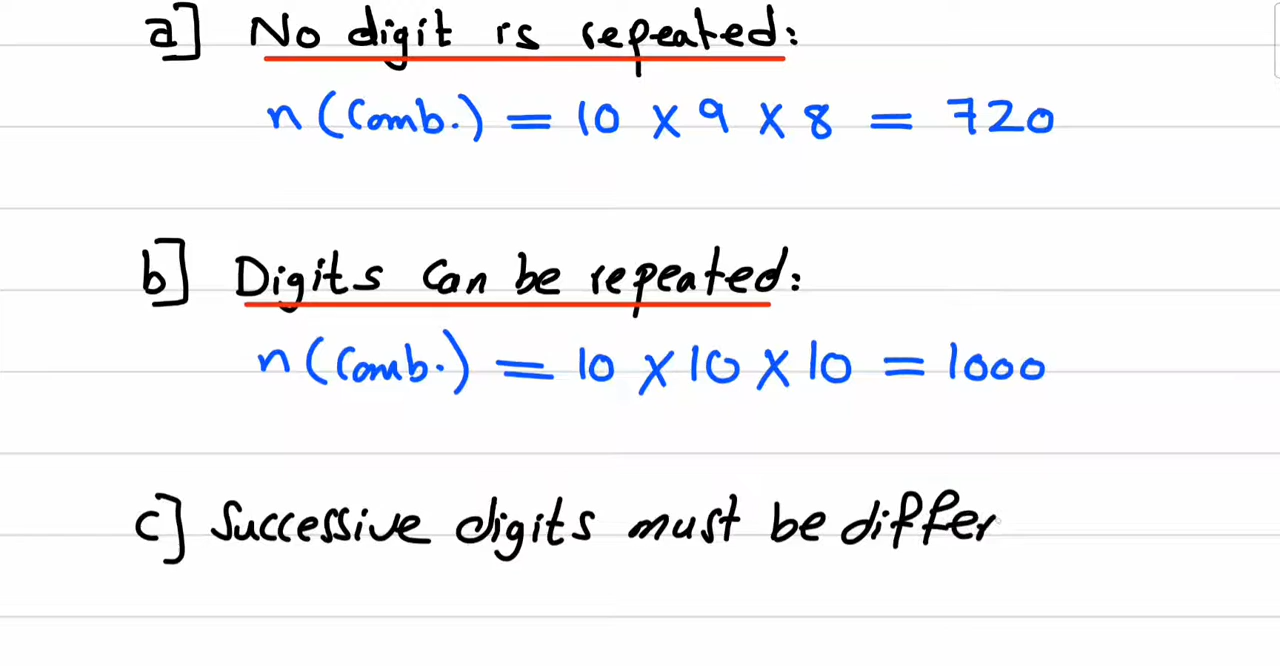 a] No digit is repeated:
n (Comb.) = 10 × 9 × 8 = 720
b] Digits can be repeated:
n (Comb.) = 10 × 10 × 10 = 1000
c] Successive digits must be differ